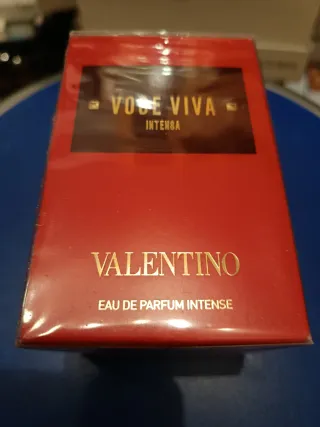 VOCE VIVA
INTENSA
VALENTINO
EAU DE PARFUM INTENSE